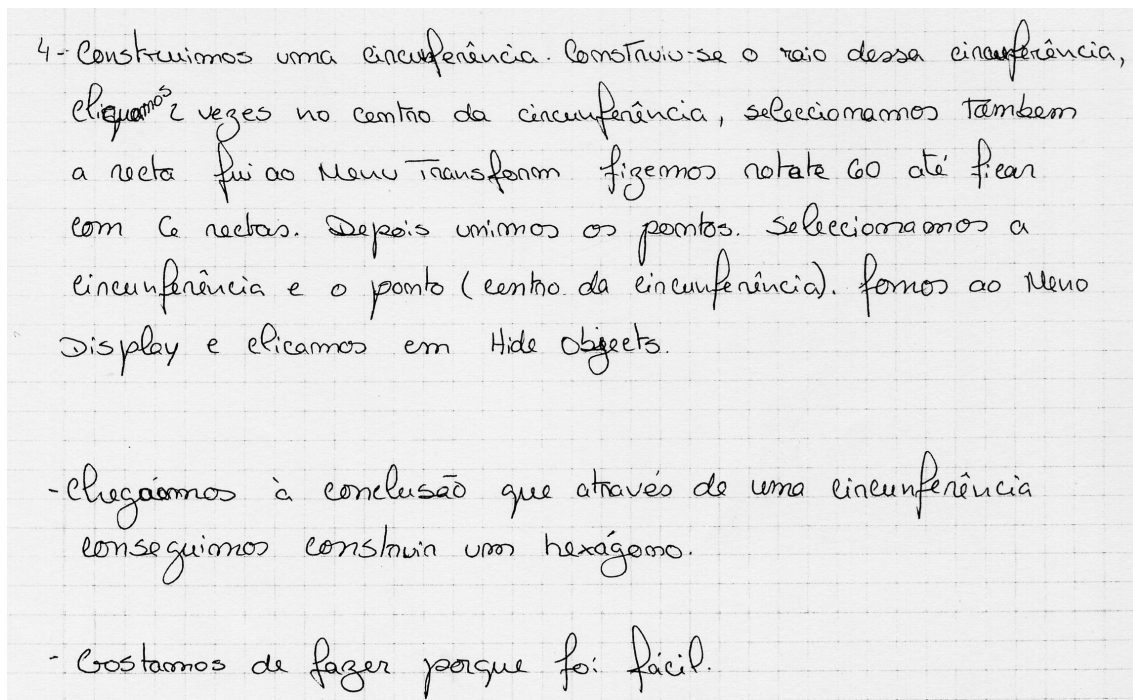 4- Construimos uma circunferência. Construiu-se o raio dessa circunferência,
cliquamos 2 vezes no centro da circunferência, seleccionamos também
a recta fui ao Menu Transform fizemos rotate 60 até ficar
com 6 rectas. Depois unimos os pontos. Seleccionamos a
circunferência e o ponto (centro da circunferência). fomos ao Meno
Display e clicamos em Hide Objects.
- Chegámos à conclusão que através de uma circunferência
conseguimos construir um hexágono.
- Gostamos de fazer porque foi fácil.